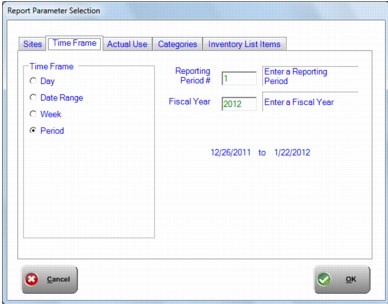 Report Parameter Selection
Sites Time Frame Actual Use Categories Inventory List Items
Time Frame
Day
Date Range
Week
Period
Reporting Period # 1 Enter a Reporting Period
Fiscal Year 2012 Enter a Fiscal Year
12/26/2011 to 1/22/2012
Cancel OK